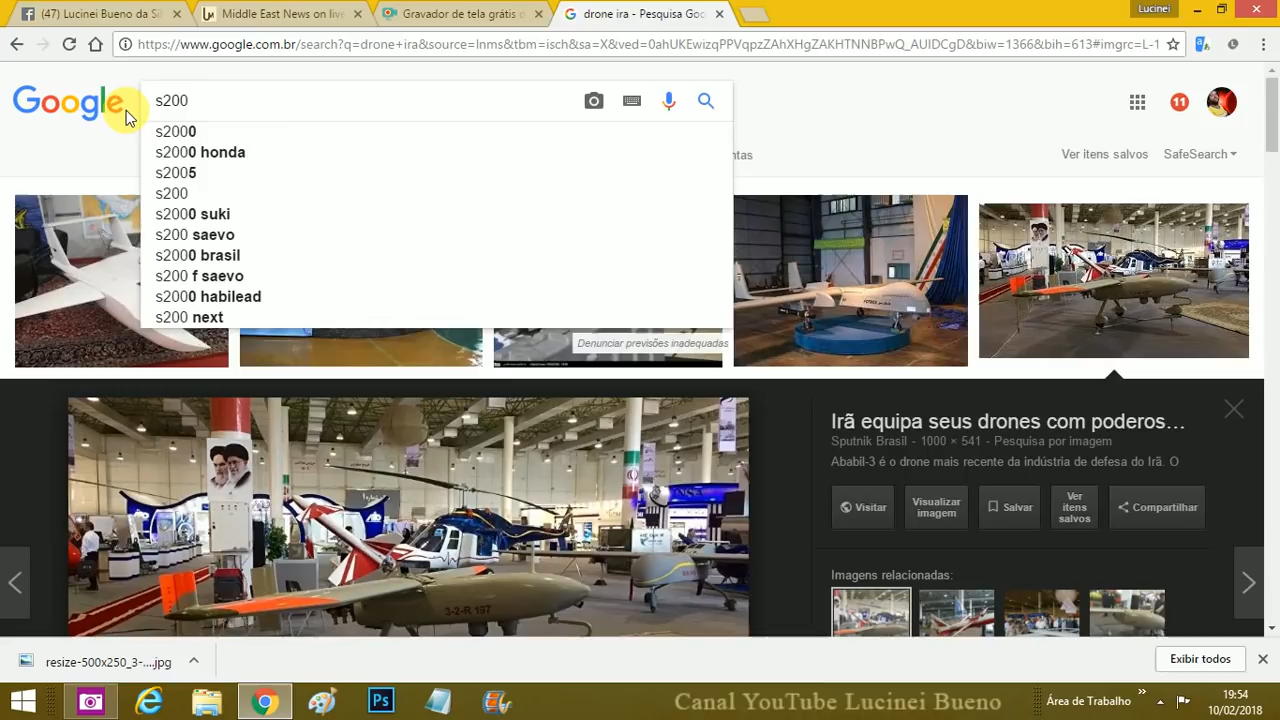 (47) Lucinei Bueno da Sil
Middle East News on live
Gravador de tela grátis o
drone ira - Pesquisa Goo
Lucinei
https://www.google.com.br/search?q=drone+ira&source=lnms&tbm=isch&sa=X&ved=0ahUKEwizqPPVqpzZAhXHgZAKHTNNBPwQ_AUIDCgD&biw=1366&bih=613#imgrc=L-1
Google
s200
11
s2000
s2000 honda
s2005
s200
s2000 suki
s200 saevo
s2000 brasil
s200 f saevo
s2000 habilead
s200 next
ntas
Ver itens salvos
SafeSearch
Denunciar previsões inadequadas
Irã equipa seus drones com poderos...
Sputnik Brasil - 1000 × 541 - Pesquisa por imagem
Ababil-3 é o drone mais recente da indústria de defesa do Irã. O
Visitar
Visualizar imagem
Salvar
Ver itens salvos
Compartilhar
Imagens relacionadas:
3-2-R 197
resize-500x250_3-....jpg
Exibir todos
Ps
Canal YouTube Lucinei Bueno
Área de Trabalho
19:54
10/02/2018